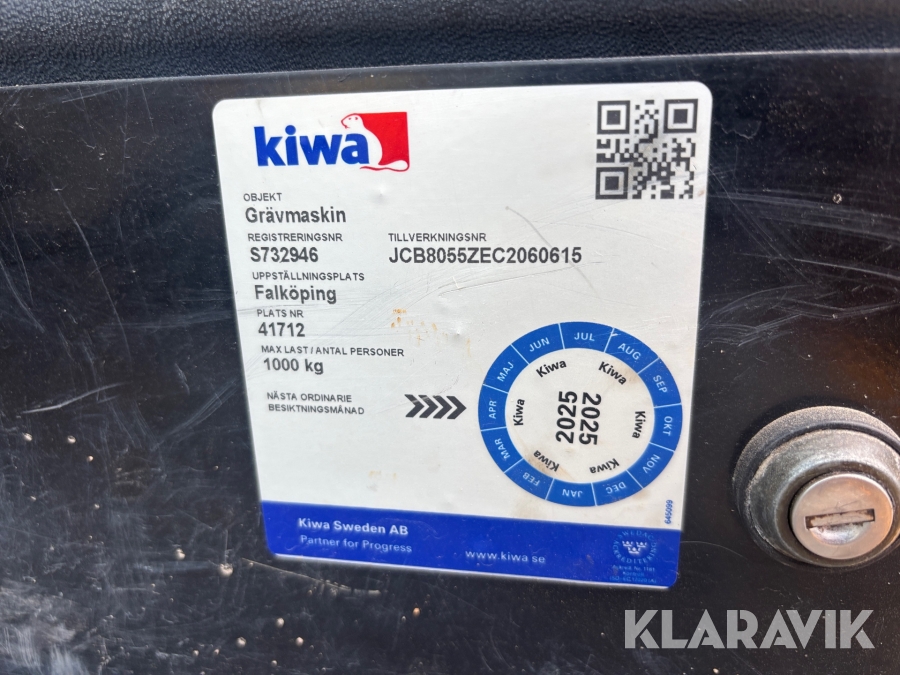 kiwa
OBJEKT
Grävmaskin
REGISTRERINGSNR TILLVERKNINGSNR
S732946 JCB8055ZEC2060615
UPPSTÄLLNINGSPLATS
Falköping
PLATS NR
41712
MAX LAST / ANTAL PERSONER
1000 kg
NÄSTA ORDINARIE
BESIKTNINGSMÅNAD
JAN FEB MAR APR MAJ JUN JUL AUG SEP OKT NOV DEC
Kiwa Kiwa Kiwa Kiwa Kiwa Kiwa
2025
2025
645099
Kiwa Sweden AB
Partner for Progress
www.kiwa.se
KLARAVIK